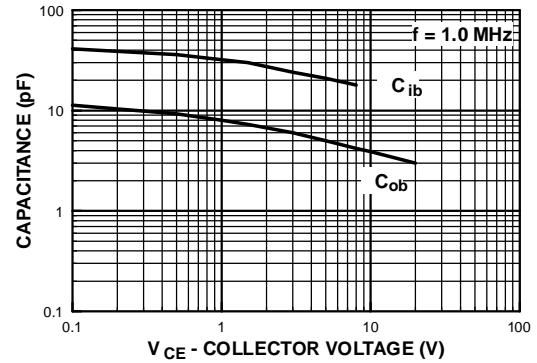 100
f = 1.0 MHz
C ib
10
Cob
1
0.1
0.1 1 10 100
CAPACITANCE (pF)
V CE - COLLECTOR VOLTAGE (V)